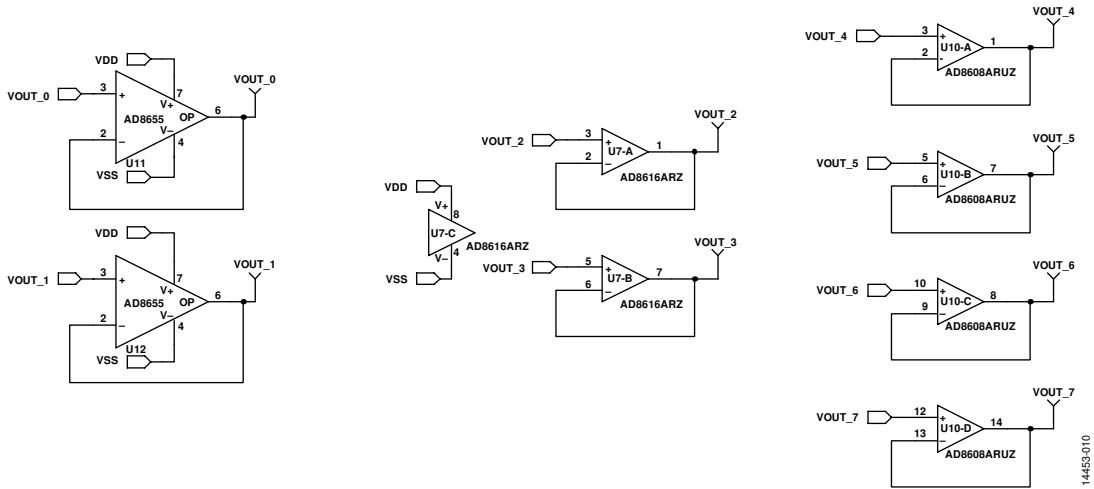 VDD
VOUT_0
3
+
7
V+
AD8655
OP
6
VOUT_0
2
–
V–
4
U11
VSS
VDD
VOUT_1
3
+
7
V+
AD8655
OP
6
VOUT_1
2
–
V–
4
U12
VSS
VDD
V+
8
U7-C
AD8616ARZ
V–
4
VSS
VOUT_2
3
+
U7-A
1
VOUT_2
2
–
AD8616ARZ
VOUT_3
5
+
U7-B
7
VOUT_3
6
–
AD8616ARZ
VOUT_4
3
+
U10-A
1
VOUT_4
2
-
AD8608ARUZ
VOUT_5
5
+
U10-B
7
VOUT_5
6
–
AD8608ARUZ
VOUT_6
10
+
U10-C
8
VOUT_6
9
–
AD8608ARUZ
VOUT_7
12
+
U10-D
14
VOUT_7
13
–
AD8608ARUZ
14453-010